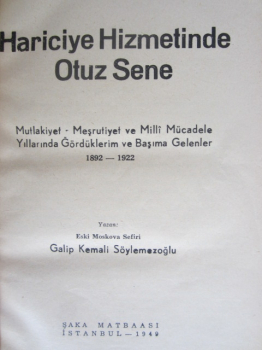 Hariciye Hizmetinde
Otuz Sene
Mutlakiyet - Meşrutiyet ve Millî Mücadele
Yıllarında Gördüklerim ve Başıma Gelenler
1892 — 1922
Yazan:
Eski Moskova Sefiri
Galip Kemali Söylemezoğlu
ŞAKA MATBAASI
İSTANBUL — 1949